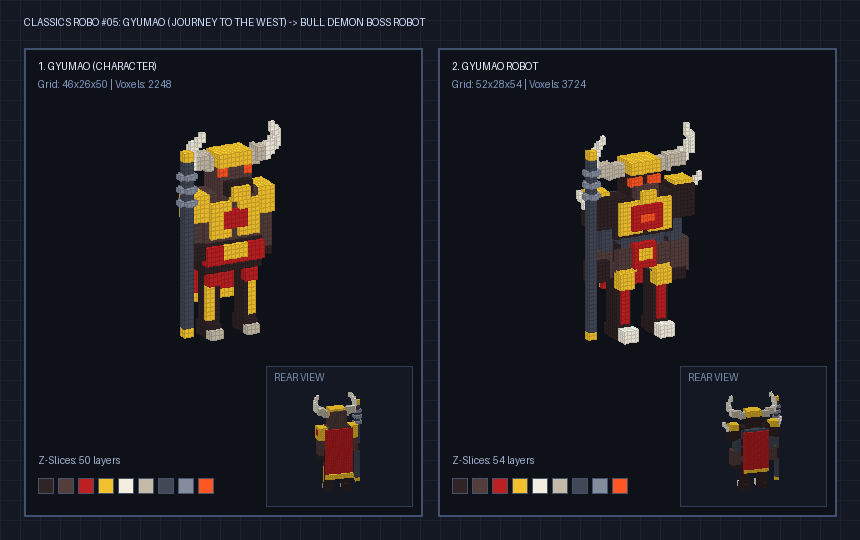 CLASSICS ROBO #05: GYUMAO (JOURNEY TO THE WEST) -> BULL DEMON BOSS ROBOT
1. GYUMAO (CHARACTER)
Grid: 46x26x50 | Voxels: 2248
REAR VIEW
Z-Slices: 50 layers
2. GYUMAO ROBOT
Grid: 52x28x54 | Voxels: 3724
REAR VIEW
Z-Slices: 54 layers